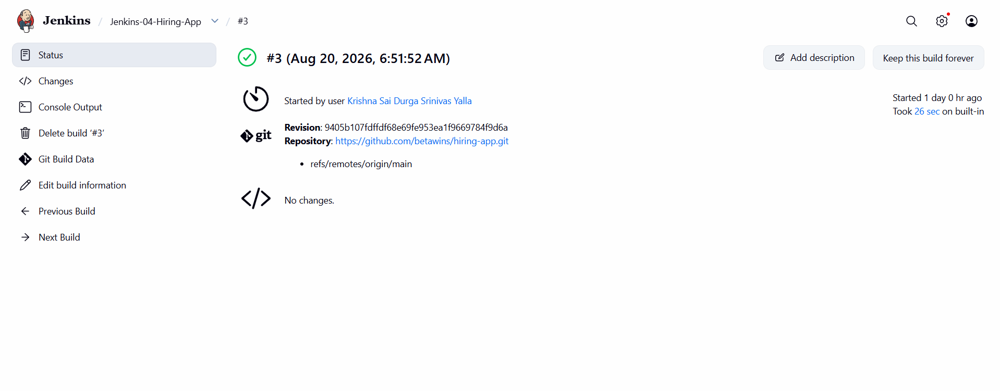 Jenkins / Jenkins-04-Hiring-App / #3
Status
Changes
Console Output
Delete build ‘#3’
Git Build Data
Edit build information
Previous Build
Next Build
#3 (Aug 20, 2026, 6:51:52 AM)
Add description
Keep this build forever
Started by user Krishna Sai Durga Srinivas Yalla
Started 1 day 0 hr ago
Took 26 sec on built-in
git
Revision: 9405b107fdffdf68e69fe953ea1f9669784f9d6a
Repository: https://github.com/betawins/hiring-app.git
• refs/remotes/origin/main
No changes.